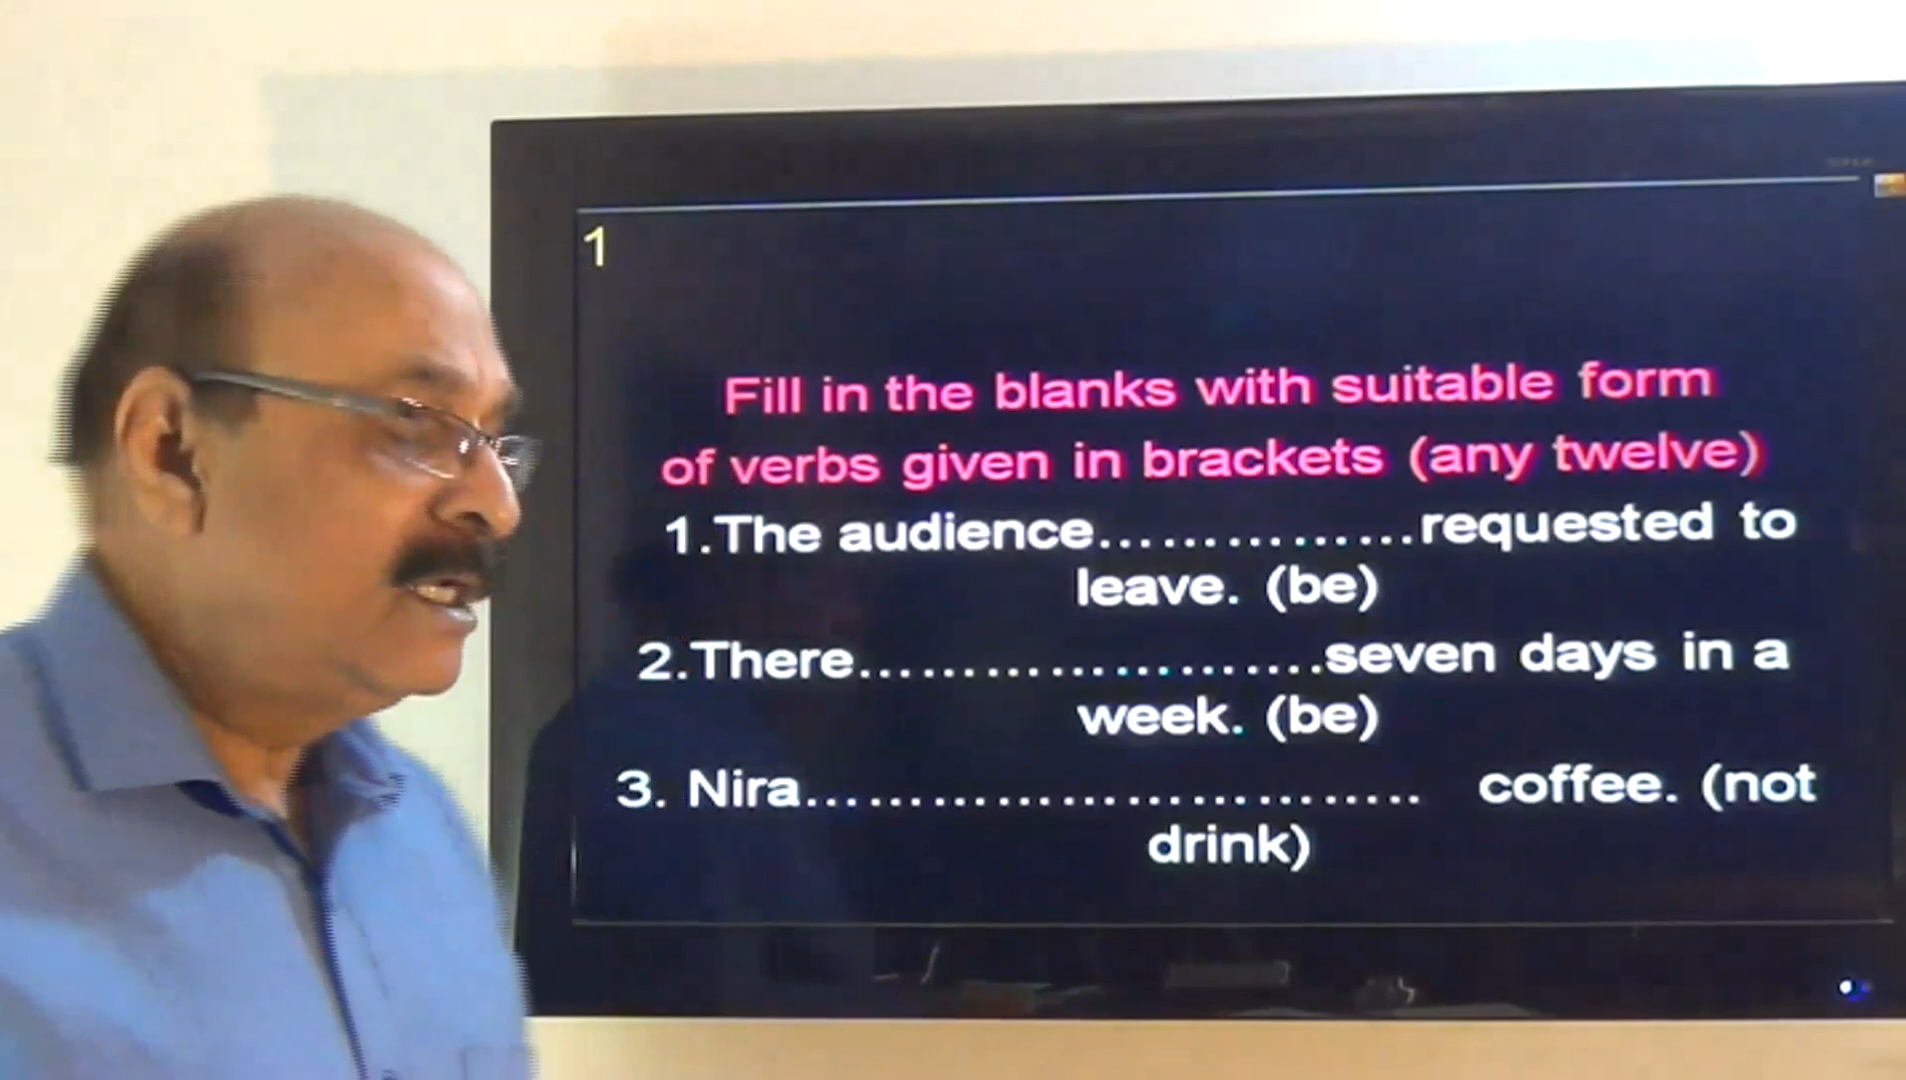 1
Fill in the blanks with suitable form
of verbs given in brackets (any twelve)
1.The audience...............requested to
leave. (be)
2.There......................seven days in a
week. (be)
3. Nira............................. coffee. (not
drink)